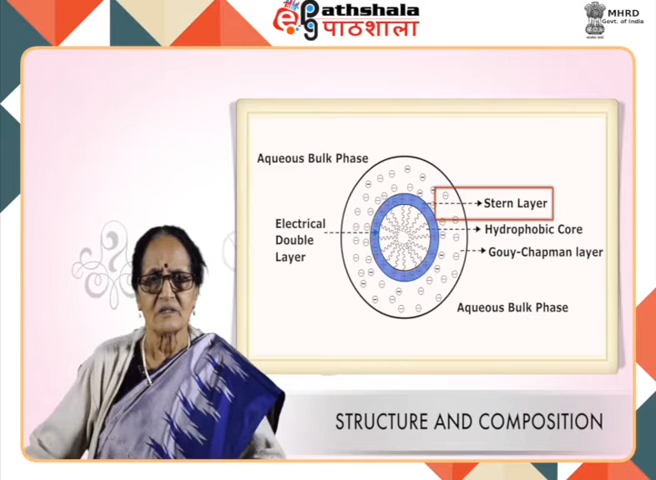 Pathshala
पाठशाला
MHRD
Govt. of India
Aqueous Bulk Phase
Stern Layer
Electrical
Double
Layer
Hydrophobic Core
Gouy-Chapman layer
Aqueous Bulk Phase
STRUCTURE AND COMPOSITION